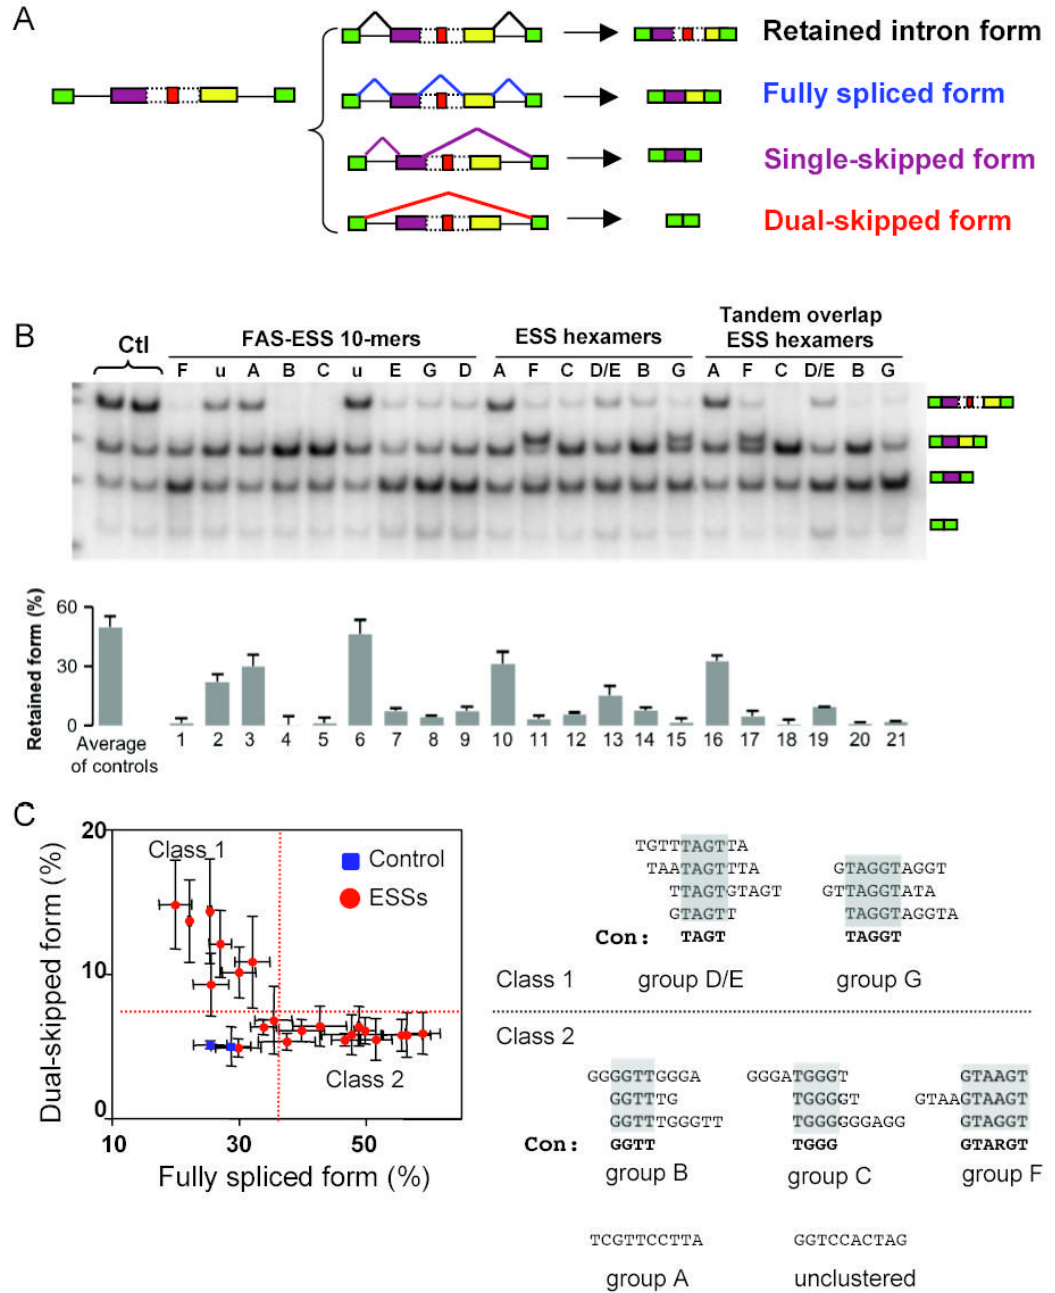 A
Retained intron form
Fully spliced form
Single-skipped form
Dual-skipped form
B
Ctl
FAS-ESS 10-mers
ESS hexamers
Tandem overlap
ESS hexamers
F u A B C u E G D A F C D/E B G A F C D/E B G
Retained form (%)
60
30
0
Average
of controls
1 2 3 4 5 6 7 8 9 10 11 12 13 14 15 16 17 18 19 20 21
C
Dual-skipped form (%)
20
10
0
Class 1
Control
ESSs
Class 2
10 30 50
Fully spliced form (%)
TGTTTAGTTA
TAATAGTTTA
TTAGTGTAGT
GTAGTT
Con: TAGT
group D/E
GTAGGTAGGT
GTTAGGTATA
TAGGTAGGTA
TAGGT
group G
Class 1
Class 2
GGGGTTGGGA
GGTTTG
GGTTTGGGTT
Con: GGTT
group B
GGGATGGGT
TGGGGT
TGGGGGGAGG
TGGG
group C
GTAAGT
GTAAGTAAGT
GTAGGT
GTARGT
group F
TCGTTCCTTA
group A
GGTCCACTAG
unclustered